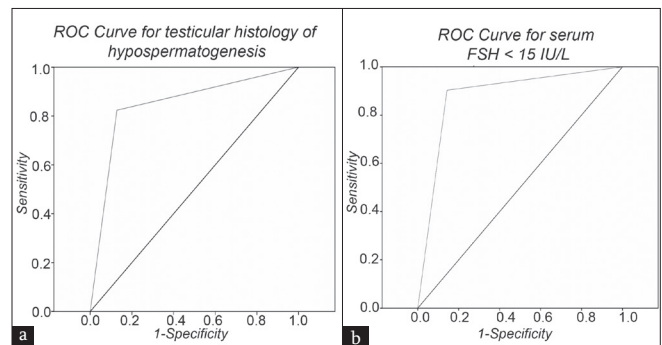 ROC Curve for testicular histology of
hypospermatogenesis
1.0
0.8
0.6
0.4
0.2
0.0
Sensitivity
0.0 0.2 0.4 0.6 0.8 1.0
1-Specificity
a
ROC Curve for serum
FSH < 15 IU/L
1.0
0.8
0.6
0.4
0.2
0.0
Sensitivity
0.0 0.2 0.4 0.6 0.8 1.0
1-Specificity
b